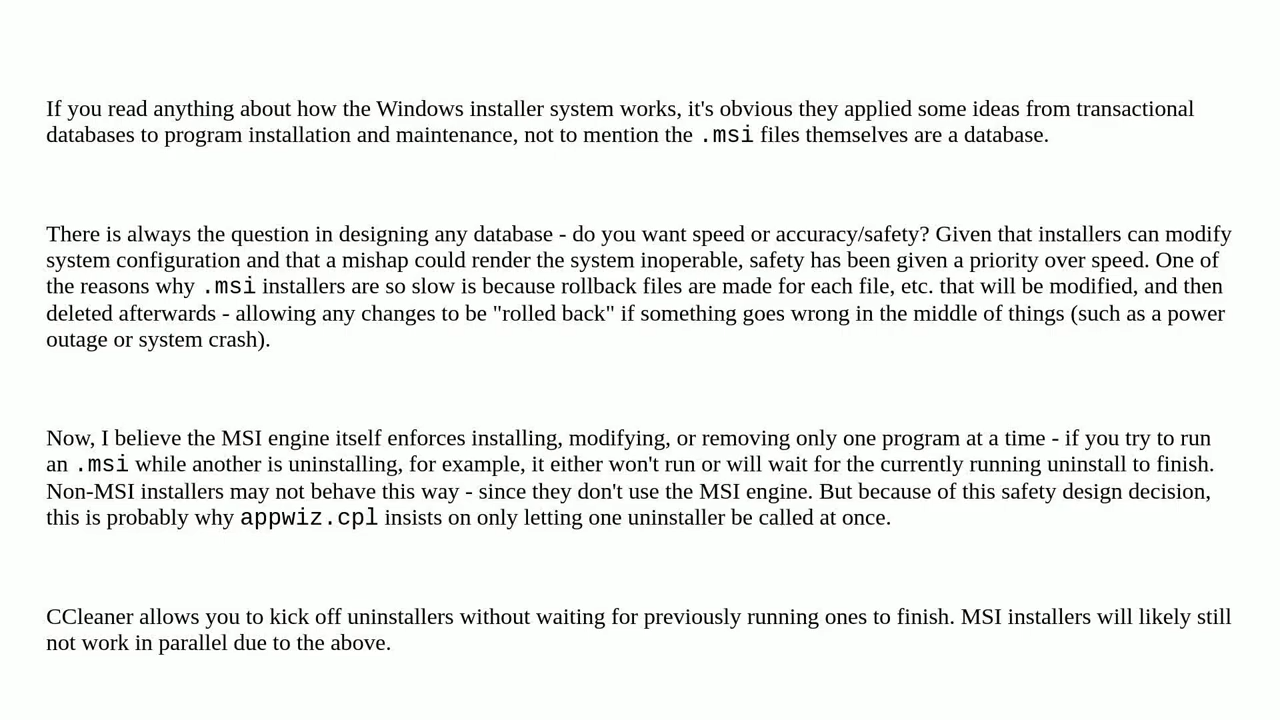 If you read anything about how the Windows installer system works, it's obvious they applied some ideas from transactional
databases to program installation and maintenance, not to mention the .msi files themselves are a database.
There is always the question in designing any database - do you want speed or accuracy/safety? Given that installers can modify
system configuration and that a mishap could render the system inoperable, safety has been given a priority over speed. One of
the reasons why .msi installers are so slow is because rollback files are made for each file, etc. that will be modified, and then
deleted afterwards - allowing any changes to be "rolled back" if something goes wrong in the middle of things (such as a power
outage or system crash).
Now, I believe the MSI engine itself enforces installing, modifying, or removing only one program at a time - if you try to run
an .msi while another is uninstalling, for example, it either won't run or will wait for the currently running uninstall to finish.
Non-MSI installers may not behave this way - since they don't use the MSI engine. But because of this safety design decision,
this is probably why appwiz.cpl insists on only letting one uninstaller be called at once.
CCleaner allows you to kick off uninstallers without waiting for previously running ones to finish. MSI installers will likely still
not work in parallel due to the above.